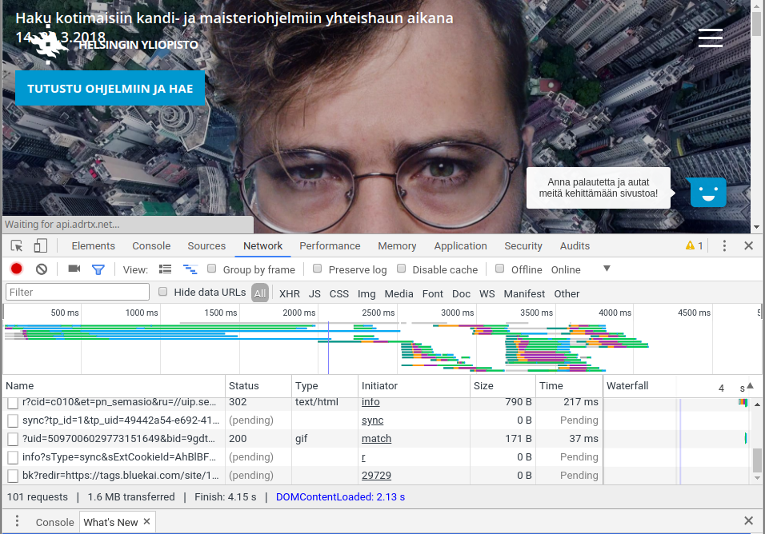 Haku kotimaisiin kandi- ja maisteriohjelmiin yhteishaun aikana
14.-28.3.2018
HELSINGIN YLIOPISTO
TUTUSTU OHJELMIIN JA HAE
Anna palautetta ja autat
meitä kehittämään sivustoa!
Waiting for api.adrtx.net...
Elements Console Sources Network Performance Memory Application Security Audits 1
View: Group by frame Preserve log Disable cache Offline Online
Filter Hide data URLs All XHR JS CSS Img Media Font Doc WS Manifest Other
500 ms 1000 ms 1500 ms 2000 ms 2500 ms 3000 ms 3500 ms 4000 ms 4500 ms
Name Status Type Initiator Size Time Waterfall 4 s
r?cid=c010&et=pn_semasio&ru=//uip.se... 302 text/html info 790 B 217 ms
sync?tp_id=1&tp_uid=49442a54-e692-41... (pending) sync 0 B Pending
?uid=5097006029773151649&bid=9gdt... 200 gif match 171 B 37 ms
info?sType=sync&sExtCookieId=AhBlBF... (pending) r 0 B Pending
bk?redir=https://tags.bluekai.com/site/1... (pending) 29729 0 B Pending
101 requests | 1.6 MB transferred | Finish: 4.15 s | DOMContentLoaded: 2.13 s
Console What's New